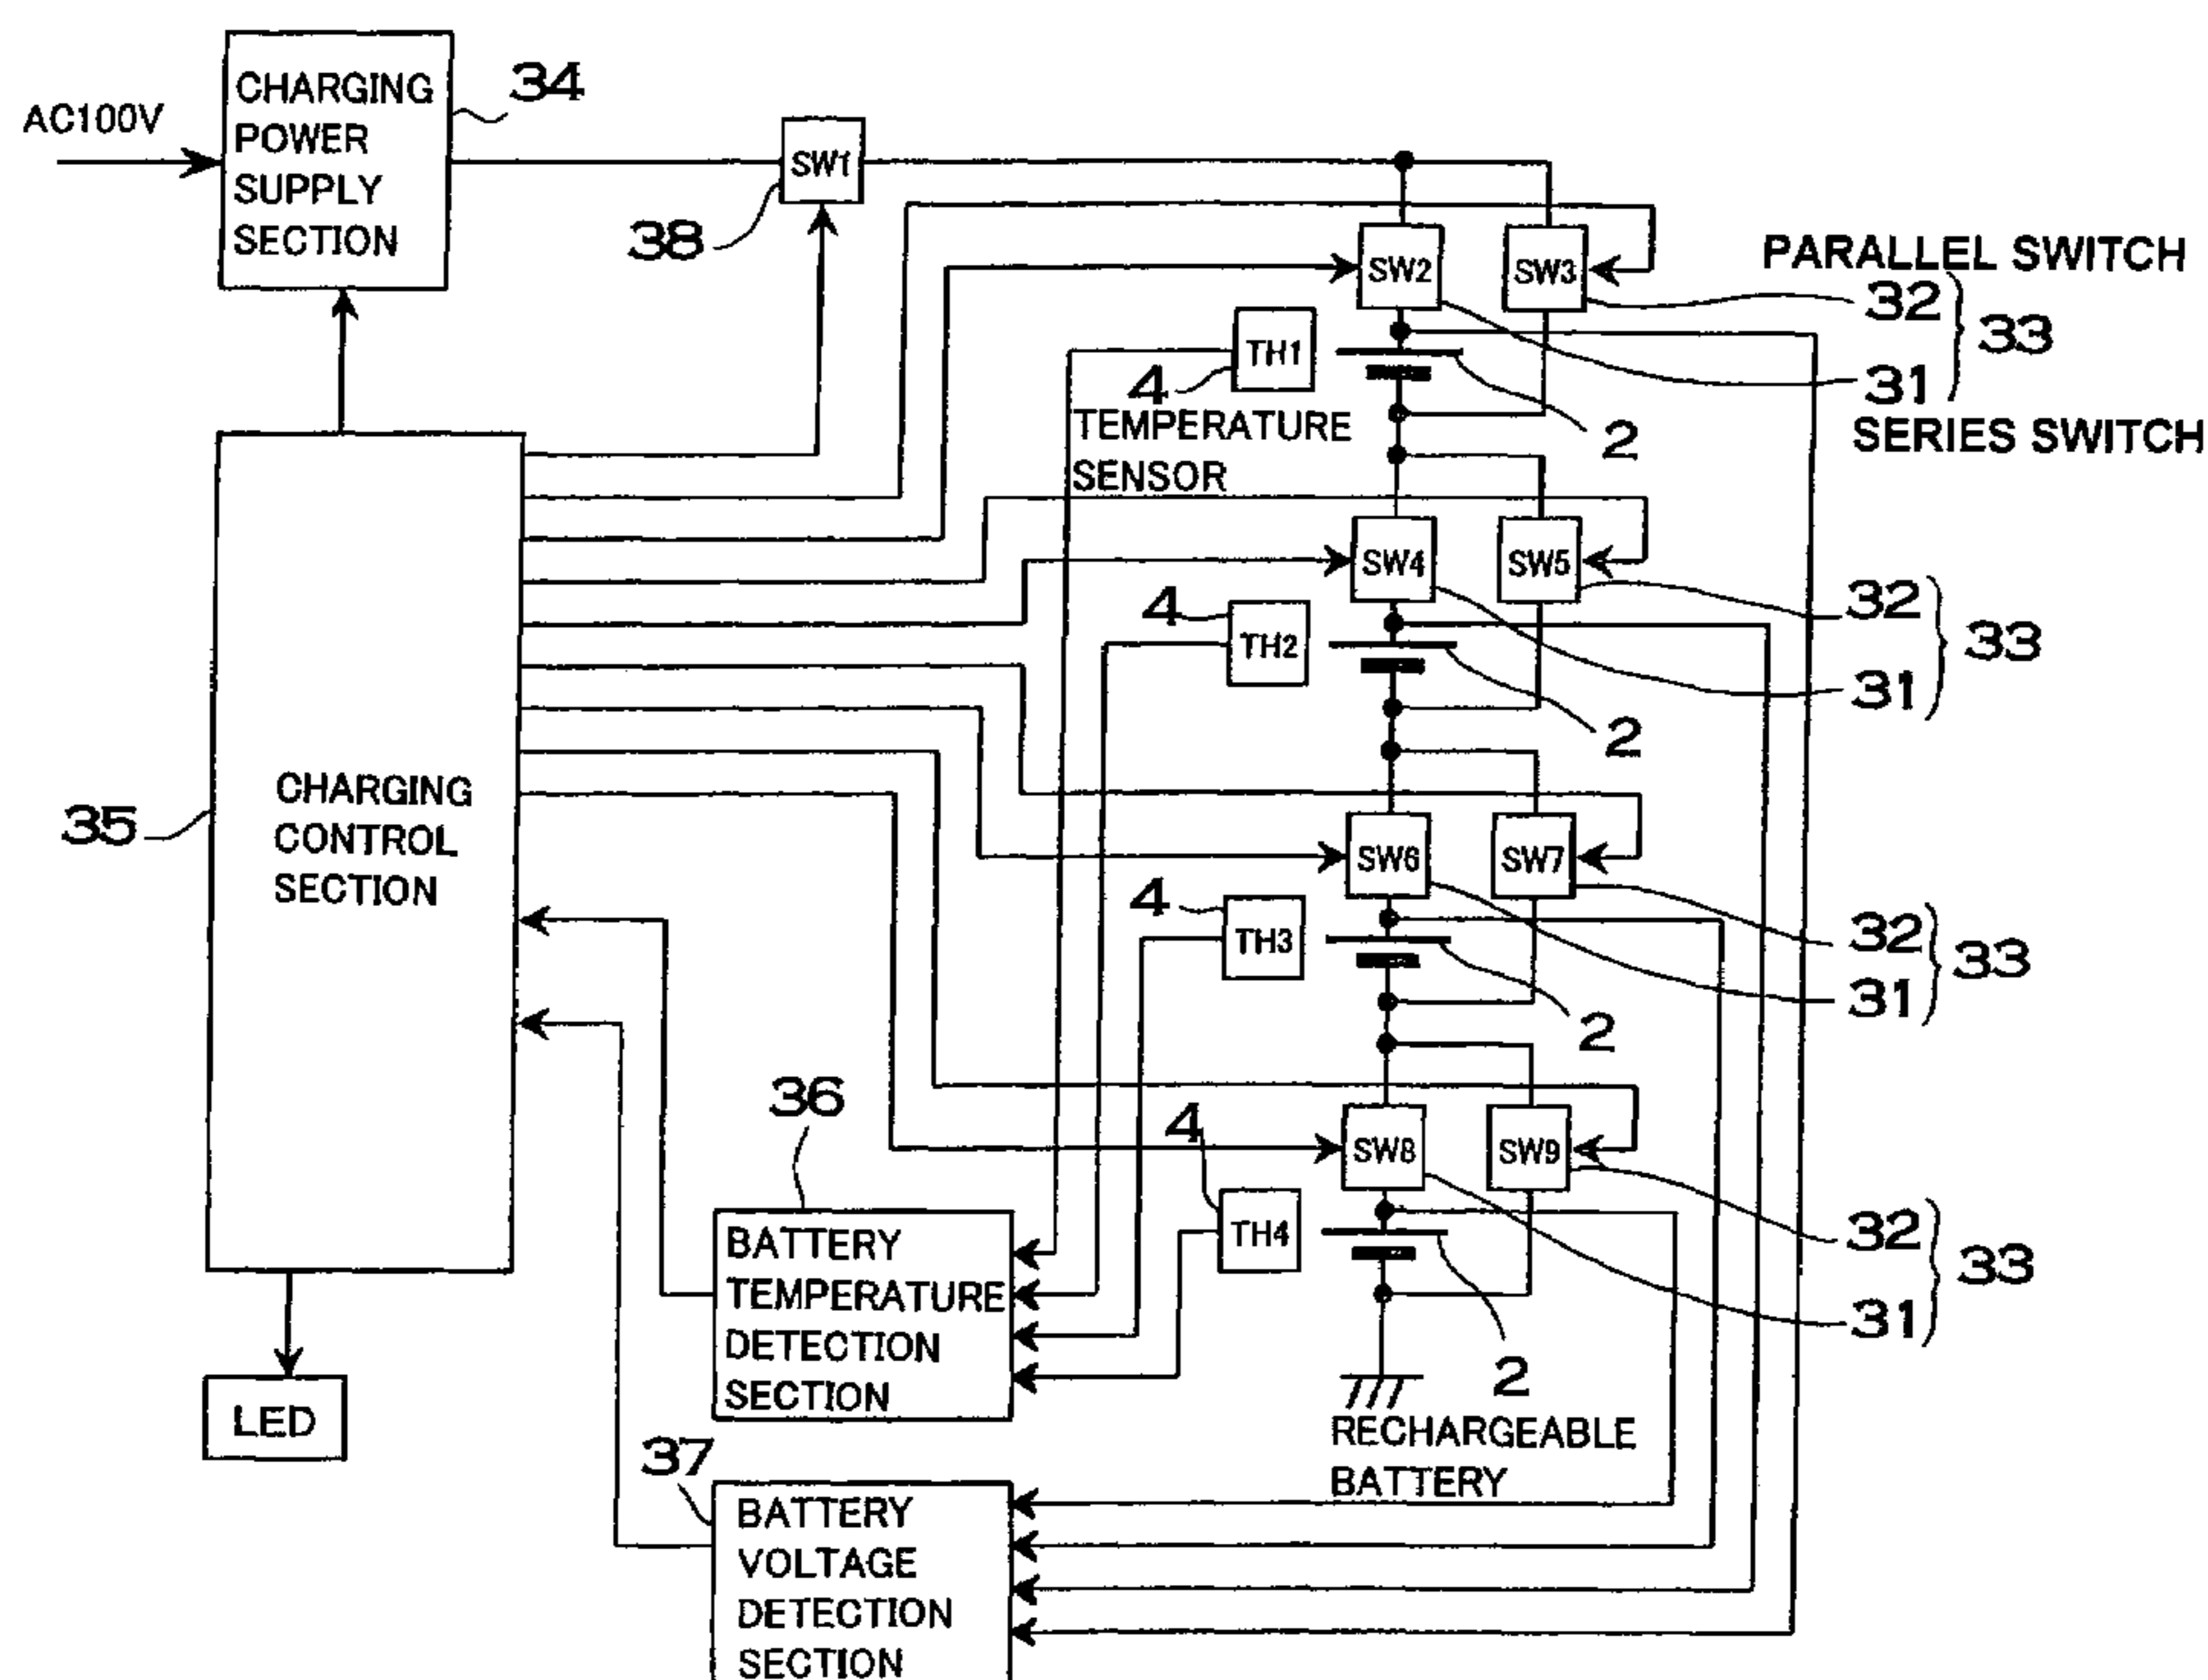 CHARGING
POWER
SUPPLY
SECTION
34
AC100V
SW1
38
SW2
SW3
PARALLEL SWITCH
32
33
31
SERIES SWITCH
TH1
4
TEMPERATURE
SENSOR
2
SW4
SW5
32
33
31
4
TH2
2
35
CHARGING
CONTROL
SECTION
SW6
SW7
32
33
31
4
TH3
2
36
4
SW8
SW9
32
33
31
TH4
BATTERY
TEMPERATURE
DETECTION
SECTION
2
RECHARGEABLE
BATTERY
LED
37
BATTERY
VOLTAGE
DETECTION
SECTION